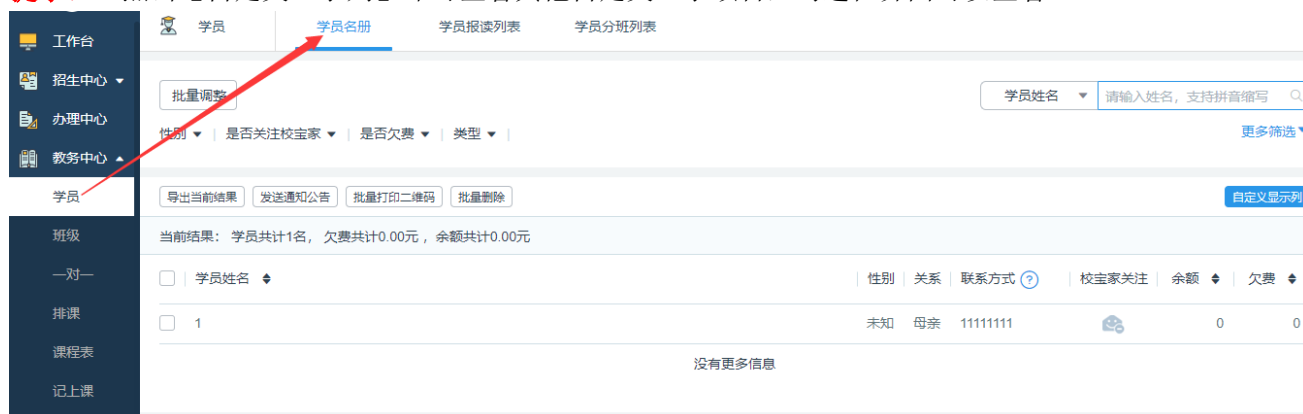 学员
学员名册
学员报读列表
学员分班列表
工作台
招生中心
办理中心
教务中心
学员
班级
一对一
排课
课程表
记上课
批量调整
学员姓名
请输入姓名，支持拼音缩写
性别 是否关注校宝家 是否欠费 类型
更多筛选
导出当前结果 发送通知公告 批量打印二维码 批量删除
自定义显示列
当前结果： 学员共计1名， 欠费共计0.00元 ，余额共计0.00元
学员姓名 性别 关系 联系方式 ? 校宝家关注 余额 欠费
1 未知 母亲 11111111 0 0
没有更多信息